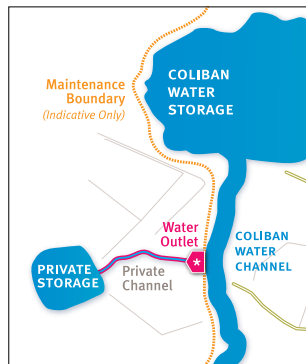 COLIBAN
WATER
STORAGE
Maintenance
Boundary
(Indicative Only)
Water
Outlet
*
COLIBAN
WATER
CHANNEL
PRIVATE
STORAGE
Private
Channel